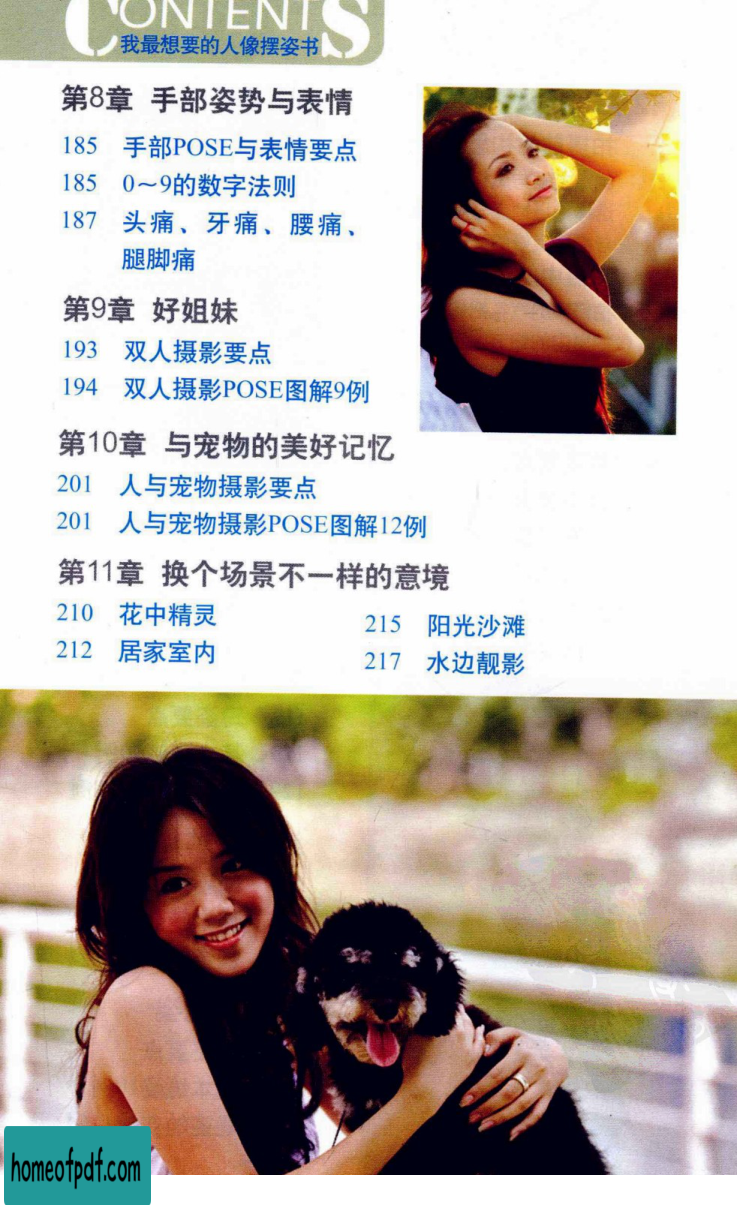 CONTENTS
我最想要的人像摆姿书
第8章 手部姿势与表情
185 手部POSE与表情要点
185 0～9的数字法则
187 头痛、牙痛、腰痛、
腿脚痛
第9章 好姐妹
193 双人摄影要点
194 双人摄影POSE图解9例
第10章 与宠物的美好记忆
201 人与宠物摄影要点
201 人与宠物摄影POSE图解12例
第11章 换个场景不一样的意境
210 花中精灵
212 居家室内
215 阳光沙滩
217 水边靓影
homeofpdf.com